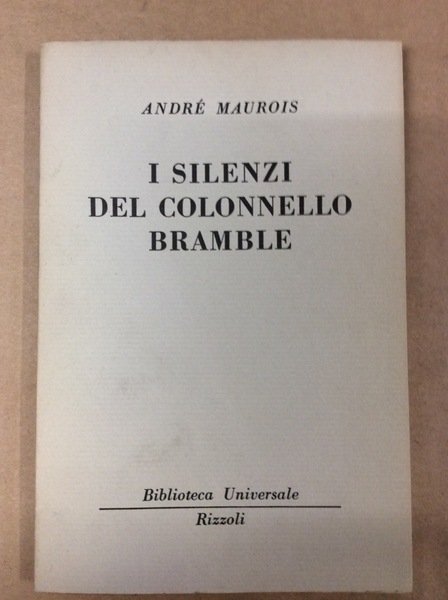 ANDRÉ MAUROIS
I SILENZI
DEL COLONNELLO
BRAMBLE
Biblioteca Universale
Rizzoli